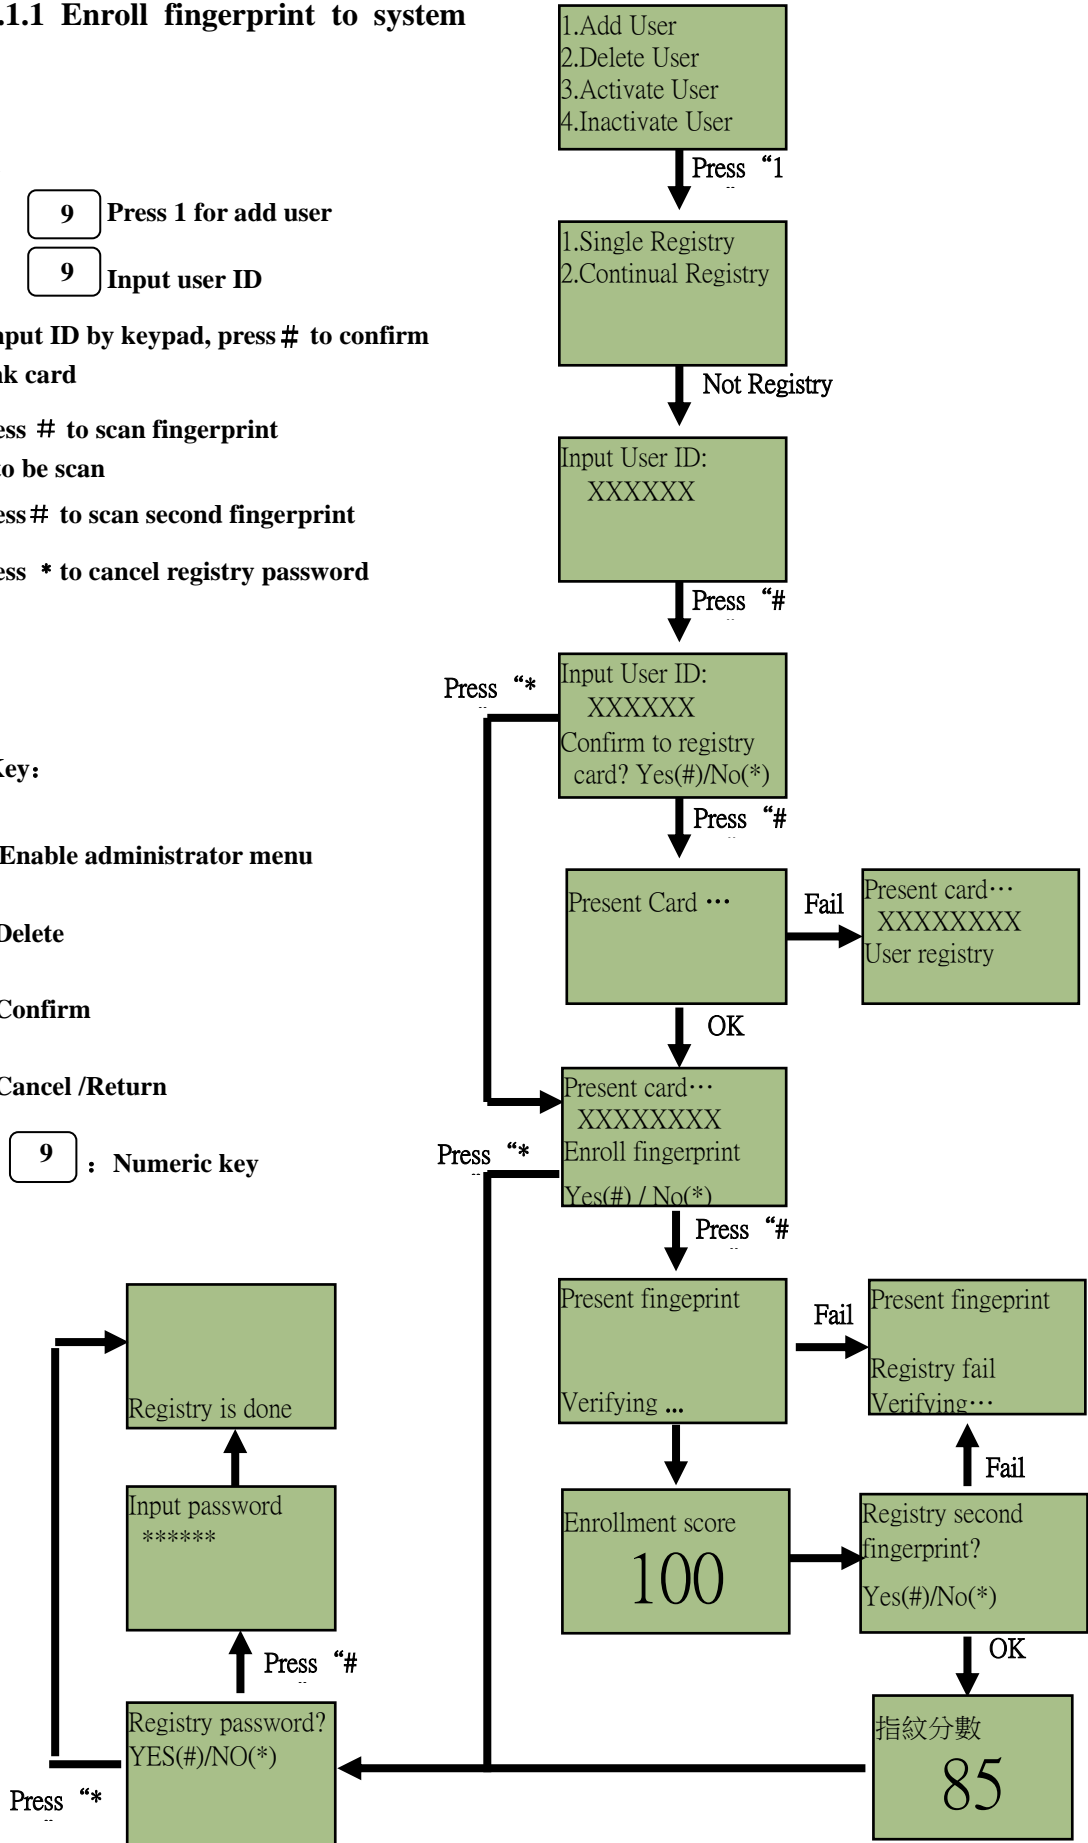 .1.1 Enroll fingerprint to system
1.Add User
2.Delete User
3.Activate User
4.Inactivate User
Press “1
9 Press 1 for add user
9 Input user ID
1.Single Registry
2.Continual Registry
nput ID by keypad, press # to confirm
nk card
Not Registry
ess # to scan fingerprint
to be scan
ess # to scan second fingerprint
ess * to cancel registry password
Input User ID:
XXXXXX
Press “#
Press “*
Input User ID:
XXXXXX
Confirm to registry
card? Yes(#)/No(*)
Press “#
Key：
Enable administrator menu
Delete
Confirm
Cancel /Return
9 ：Numeric key
Present Card ⋯
Fail
Present card⋯
XXXXXXXX
User registry
OK
Present card⋯
XXXXXXXX
Enroll fingerprint
Yes(#) / No(*)
Press “*
Press “#
Present fingeprint
Verifying ...
Fail
Present fingeprint
Registry fail
Verifying⋯
Fail
Enrollment score
100
Registry second
fingerprint?
Yes(#)/No(*)
OK
指紋分數
85
Registry is done
Input password
******
Press “#
Registry password?
YES(#)/NO(*)
Press “*